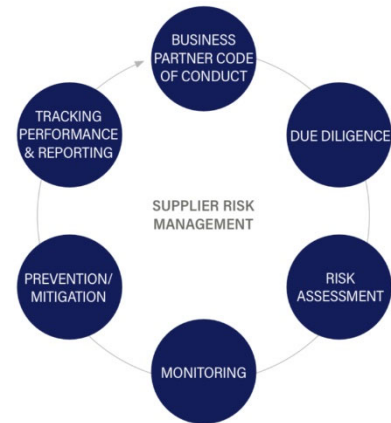 BUSINESS
PARTNER CODE
OF CONDUCT
DUE DILIGENCE
RISK
ASSESSMENT
MONITORING
PREVENTION/
MITIGATION
TRACKING
PERFORMANCE
& REPORTING
SUPPLIER RISK
MANAGEMENT